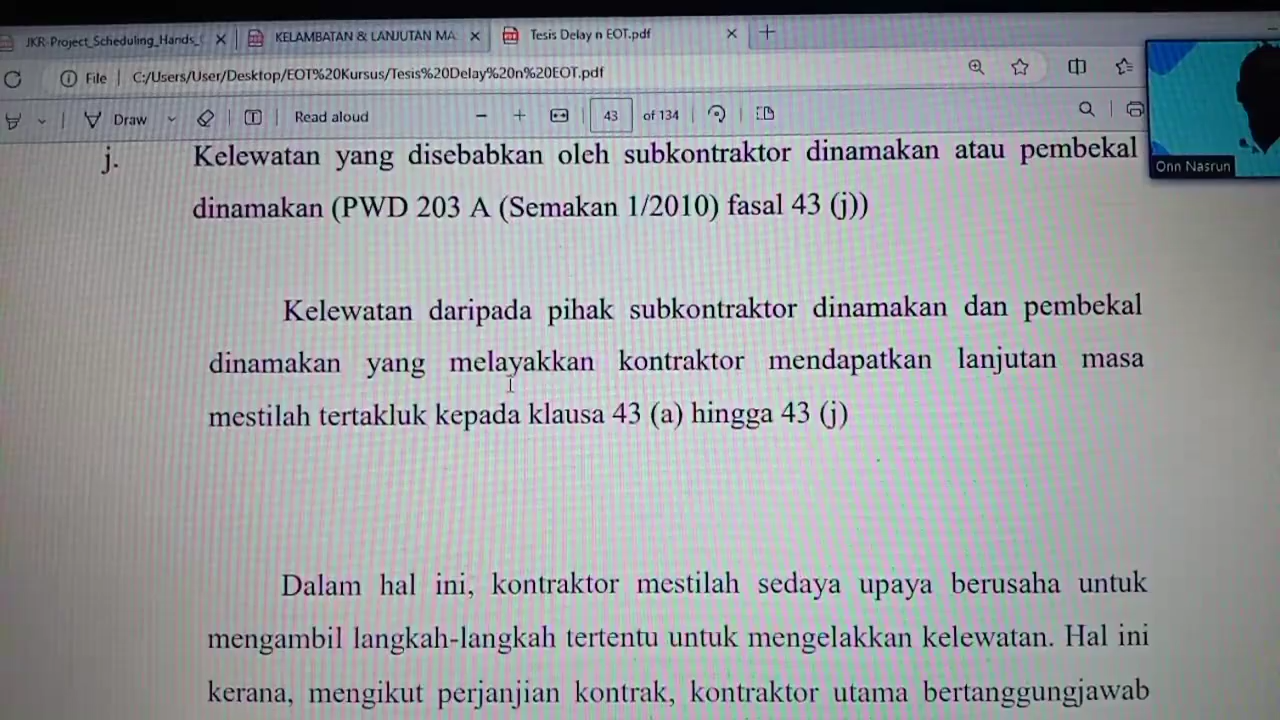 JKR-Project_Scheduling_Hands_
KELAMBATAN & LANJUTAN MA
Tesis Delay n EOT.pdf
File C:/Users/User/Desktop/EOT%20Kursus/Tesis%20Delay%20n%20EOT.pdf
Draw Read aloud 43 of 134
Onn Nasrun
j. Kelewatan yang disebabkan oleh subkontraktor dinamakan atau pembekal
dinamakan (PWD 203 A (Semakan 1/2010) fasal 43 (j))
Kelewatan daripada pihak subkontraktor dinamakan dan pembekal
dinamakan yang melayakkan kontraktor mendapatkan lanjutan masa
mestilah tertakluk kepada klausa 43 (a) hingga 43 (j)
Dalam hal ini, kontraktor mestilah sedaya upaya berusaha untuk
mengambil langkah-langkah tertentu untuk mengelakkan kelewatan. Hal ini
kerana, mengikut perjanjian kontrak, kontraktor utama bertanggungjawab